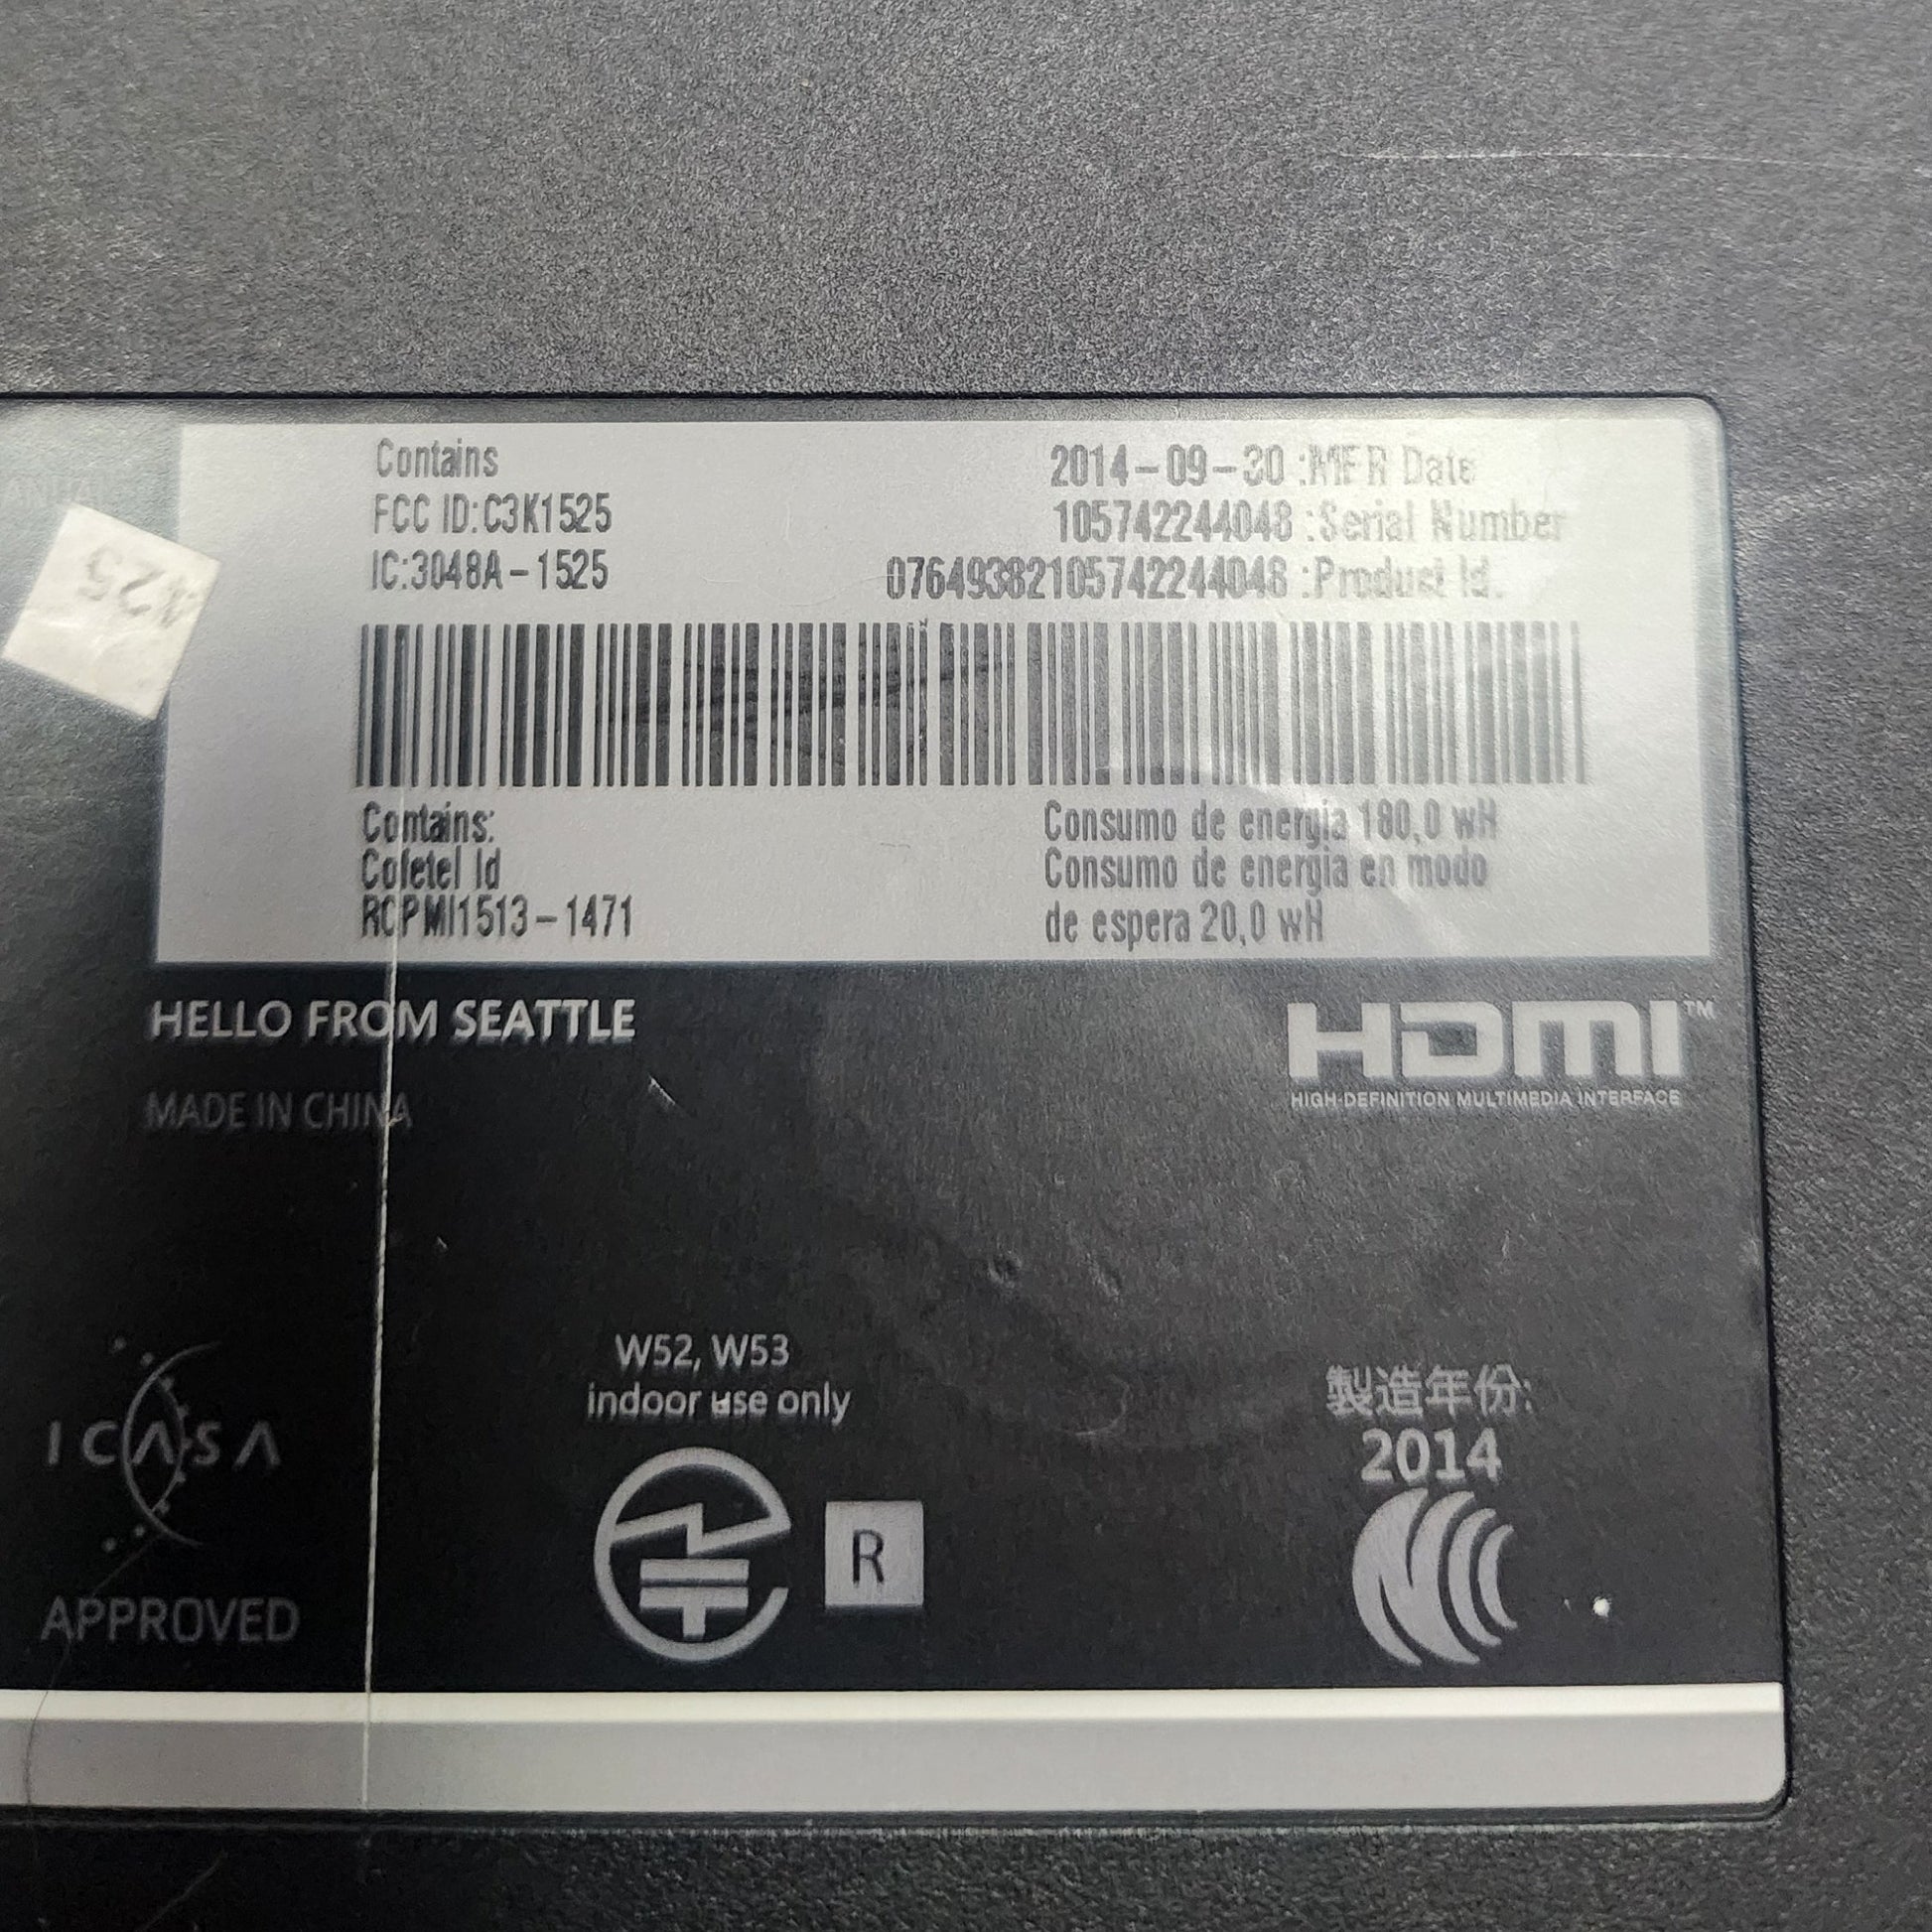 Contains
FCC ID:C3K1525
IC:3048A-1525
2014-09-30 :MFR Date
105742244048 :Serial Number
07649382105742244048 :Product Id.
Contains:
Cofetel Id
RCPMI1513-1471
Consumo de energia 180,0 wH
Consumo de energia en modo
de espera 20,0 wH
HELLO FROM SEATTLE
MADE IN CHINA
HDMI™
HIGH-DEFINITION MULTIMEDIA INTERFACE
ICASA
APPROVED
W52, W53
indoor use only
R
製造年份:
2014